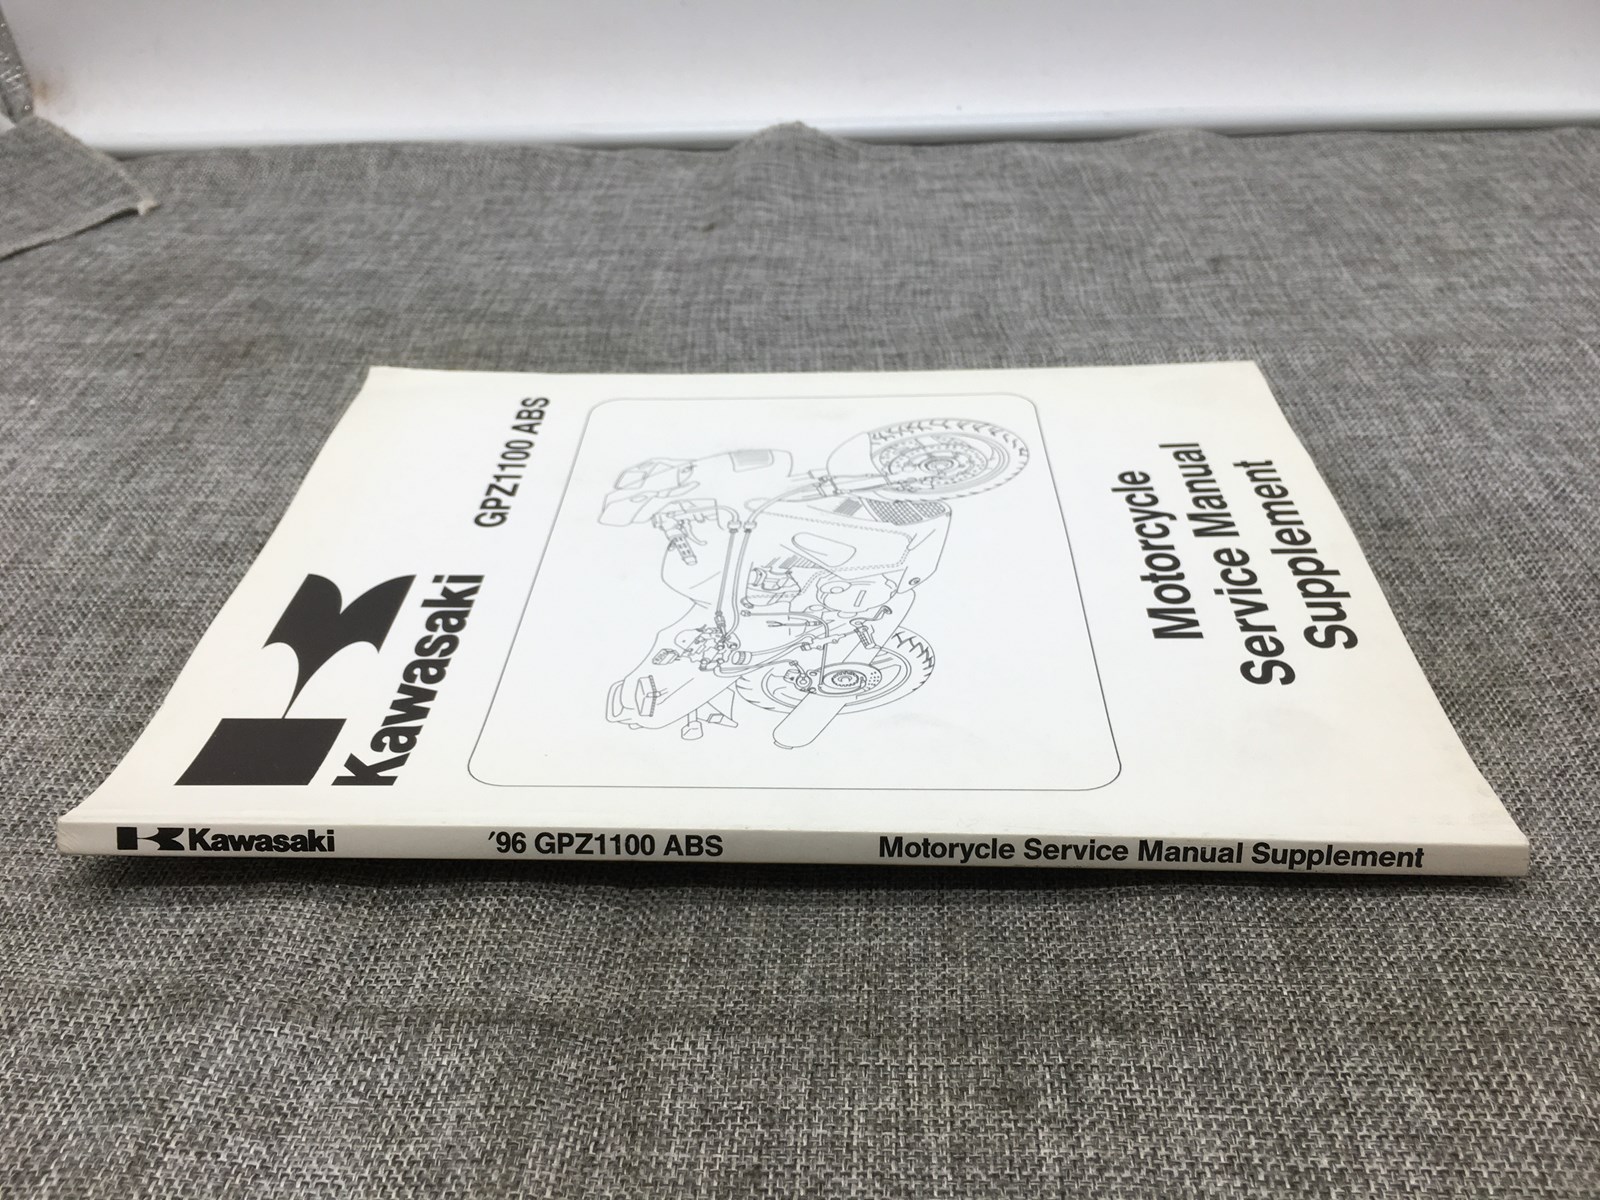 Kawasaki
GPZ1100 ABS
Motorcycle
Service Manual
Supplement
Kawasaki
'96 GPZ1100 ABS
Motorycle Service Manual Supplement